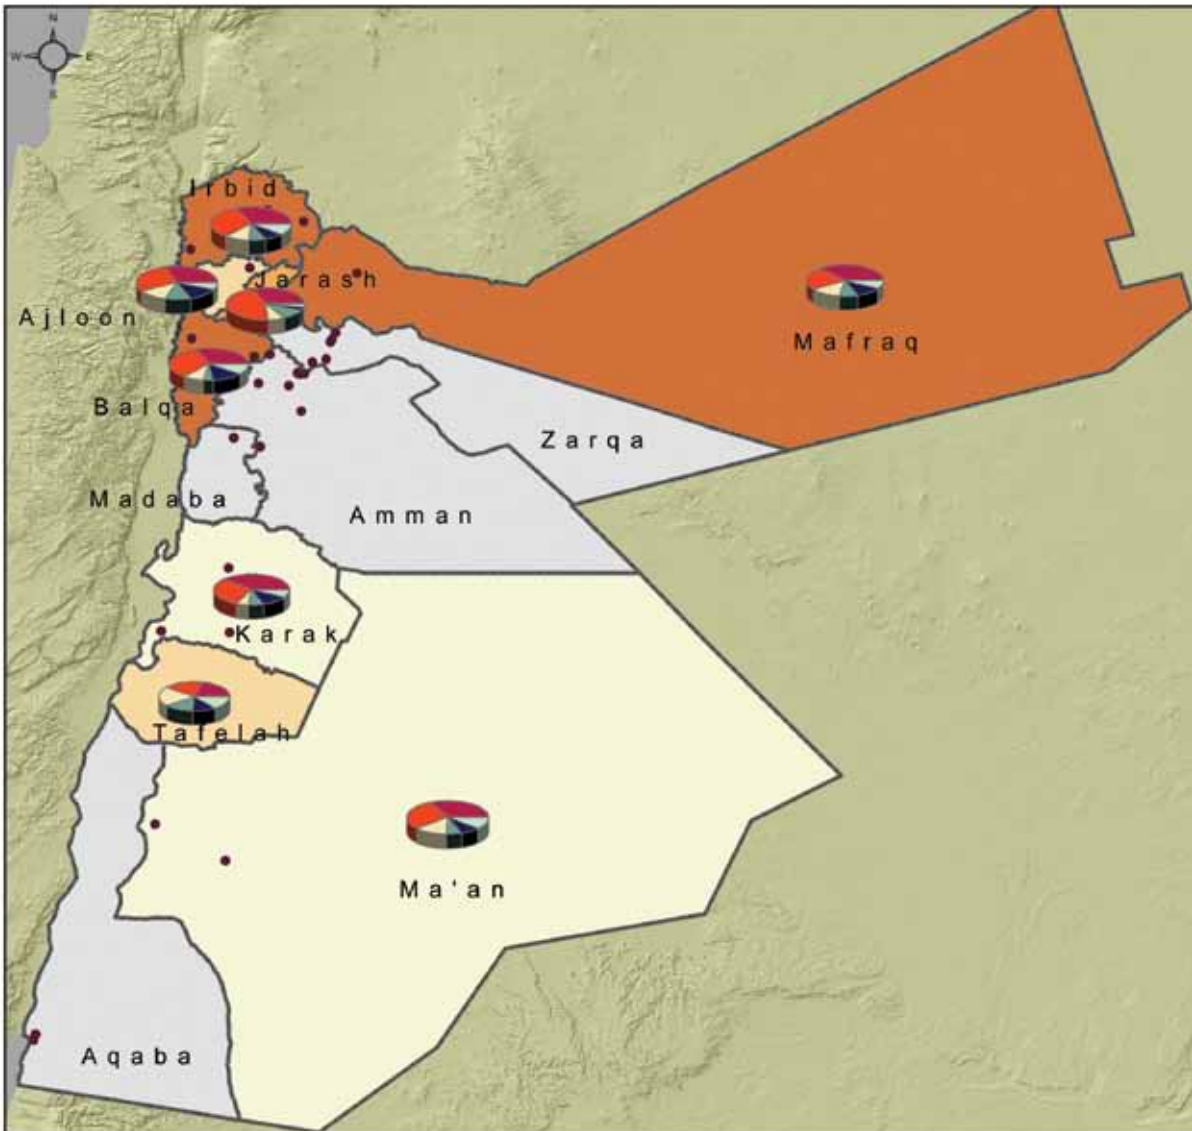 N
W E
S
Irbid
Jarash
Ajloon
Mafraq
Balqa
Zarqa
Madaba
Amman
Karak
Tafelah
Ma'an
Aqaba